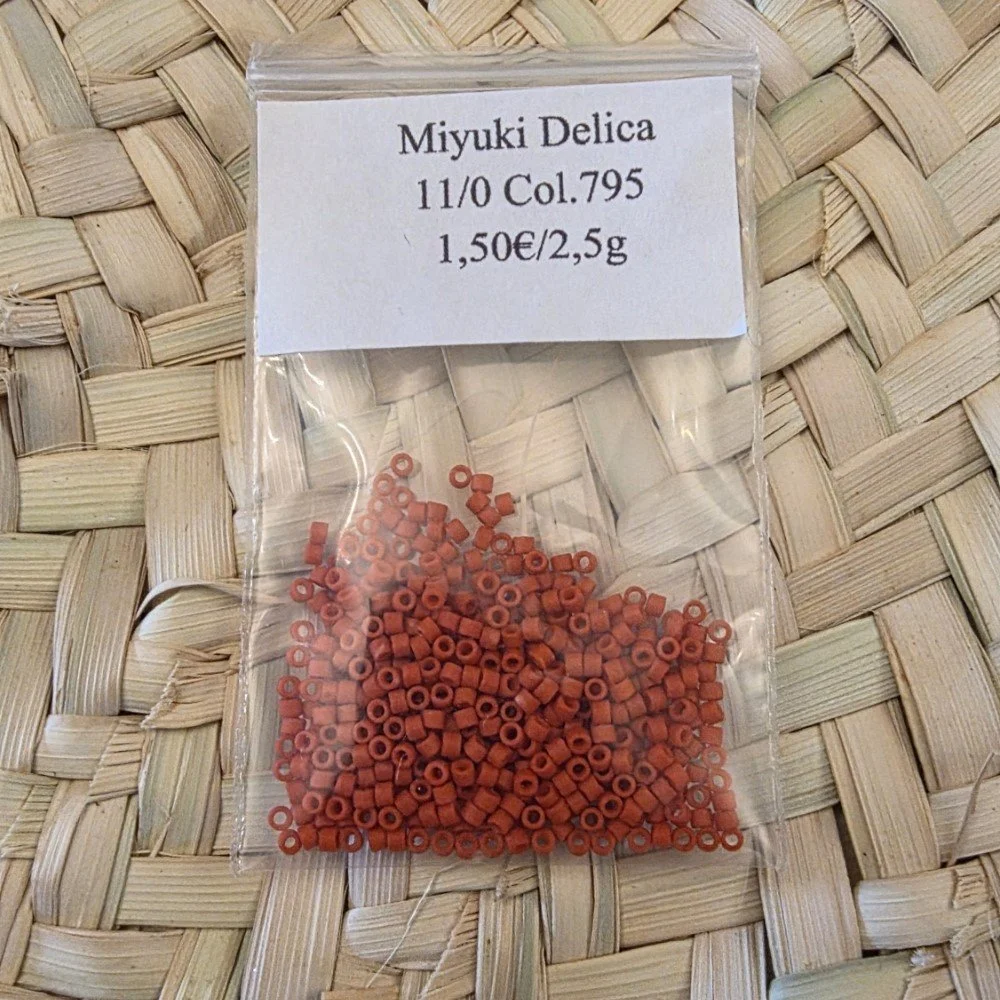 Miyuki Delica
11/0 Col.795
1,50€/2,5g